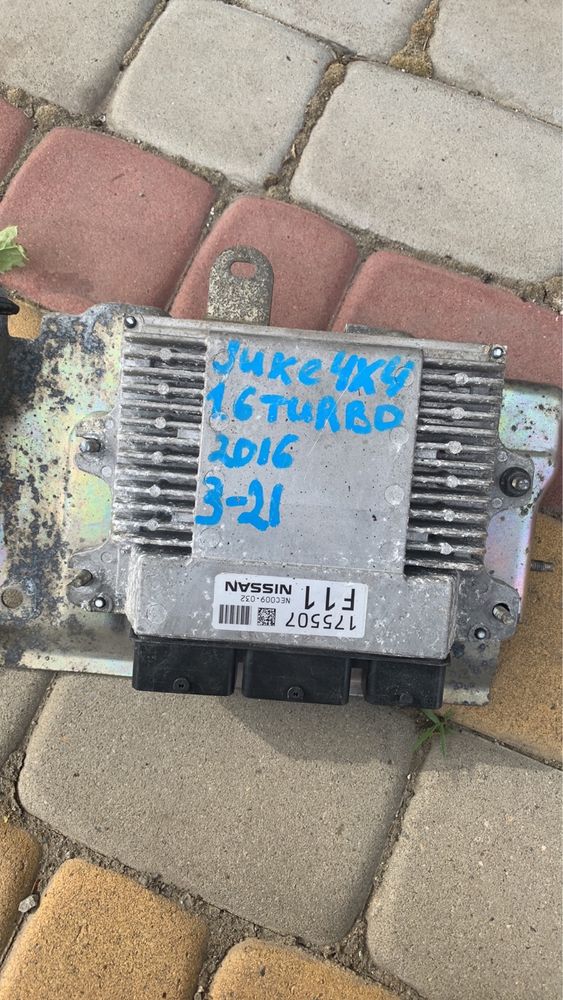 Juke 4x4
1.6 TURBO
2016
3-21
175507
F11
NEC009-032
NISSAN